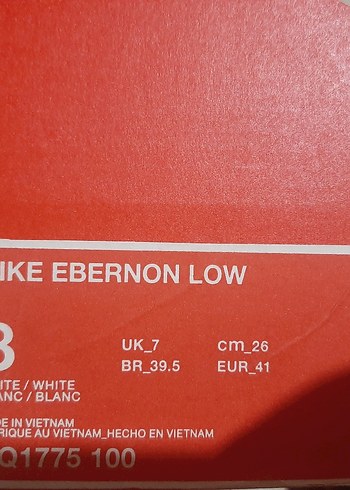 IKE EBERNON LOW
8
UK_7 cm_26
BR_39.5 EUR_41
ITE / WHITE
ANC / BLANC
DE IN VIETNAM
RIQUE AU VIETNAM_HECHO EN VIETNAM
Q1775 100